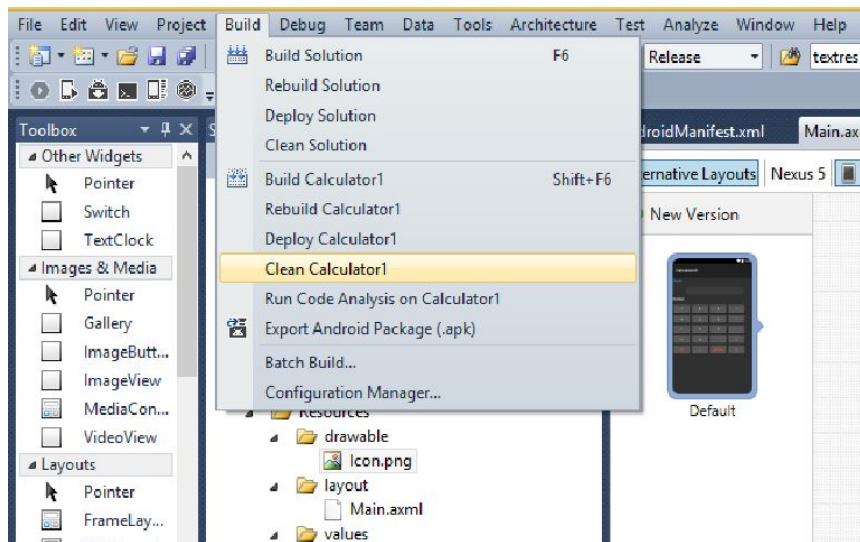 File Edit View Project Build Debug Team Data Tools Architecture Test Analyze Window Help
Release textres
Build Solution F6
Rebuild Solution
Deploy Solution
Clean Solution
Build Calculator1 Shift+F6
Rebuild Calculator1
Deploy Calculator1
Clean Calculator1
Run Code Analysis on Calculator1
Export Android Package (.apk)
Batch Build...
Configuration Manager...
Toolbox
Other Widgets
Pointer
Switch
TextClock
Images & Media
Pointer
Gallery
ImageButt...
ImageView
MediaCon...
VideoView
Layouts
Pointer
FrameLay...
Resources
drawable
Icon.png
layout
Main.axml
values
droidManifest.xml Main.ax
ernative Layouts Nexus 5
New Version
Default